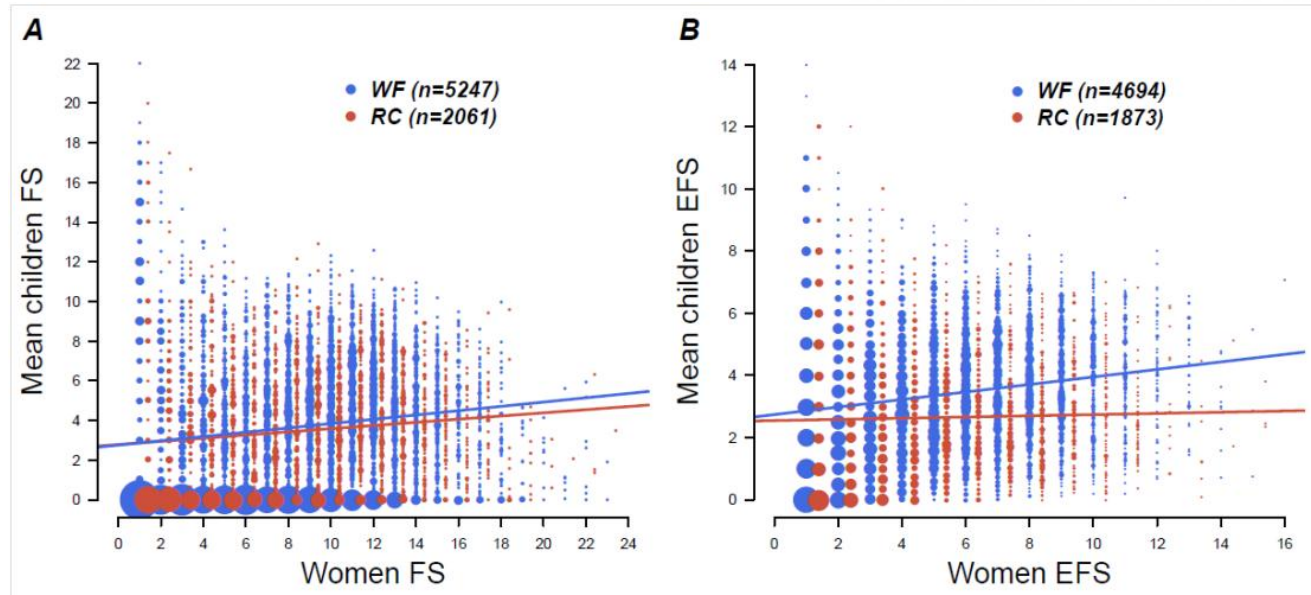 A
22
20
18
16
14
12
10
8
6
4
2
0
Mean children FS
WF (n=5247)
RC (n=2061)
0 2 4 6 8 10 12 14 16 18 20 22 24
Women FS
B
14
12
10
8
6
4
2
0
Mean children EFS
WF (n=4694)
RC (n=1873)
0 2 4 6 8 10 12 14 16
Women EFS